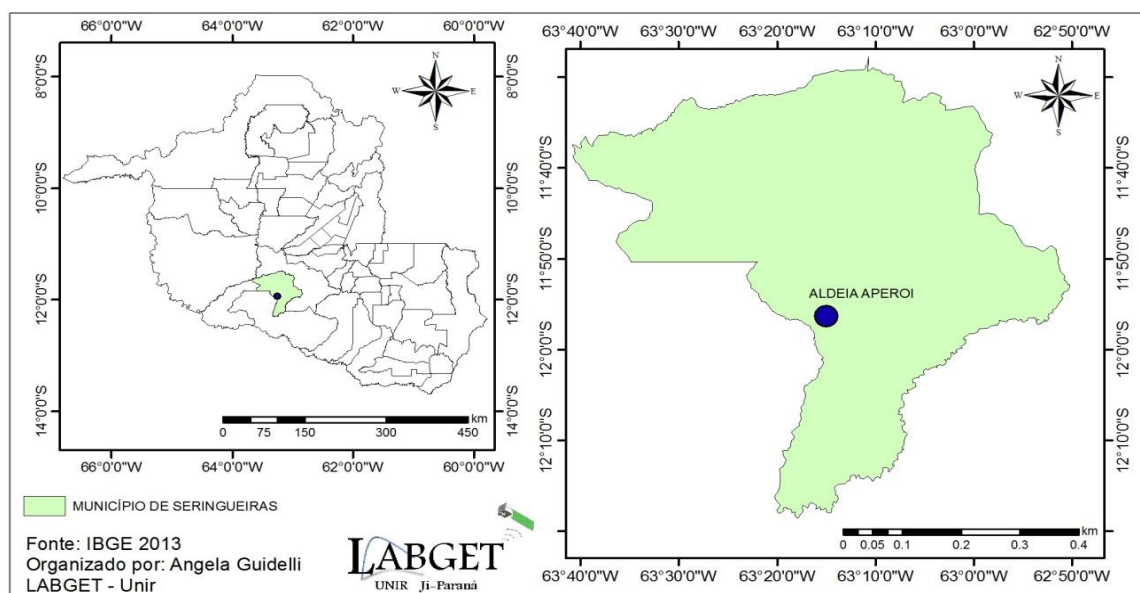 66°0'0"W 64°0'0"W 62°0'0"W 60°0'0"W
8°0'0"S
10°0'0"S
12°0'0"S
14°0'0"S
N
W E
S
8°0'0"S
10°0'0"S
12°0'0"S
14°0'0"S
km
0 75 150 300 450
66°0'0"W 64°0'0"W 62°0'0"W 60°0'0"W
MUNICÍPIO DE SERINGUEIRAS
Fonte: IBGE 2013
Organizado por: Angela Guidelli
LABGET - Unir
LABGET
UNIR Ji-Paraná
63°40'0"W 63°30'0"W 63°20'0"W 63°10'0"W 63°0'0"W 62°50'0"W
11°40'0"S
11°50'0"S
12°0'0"S
12°10'0"S
N
W E
S
ALDEIA APEROI
11°40'0"S
11°50'0"S
12°0'0"S
12°10'0"S
km
0 0.05 0.1 0.2 0.3 0.4
63°40'0"W 63°30'0"W 63°20'0"W 63°10'0"W 63°0'0"W 62°50'0"W